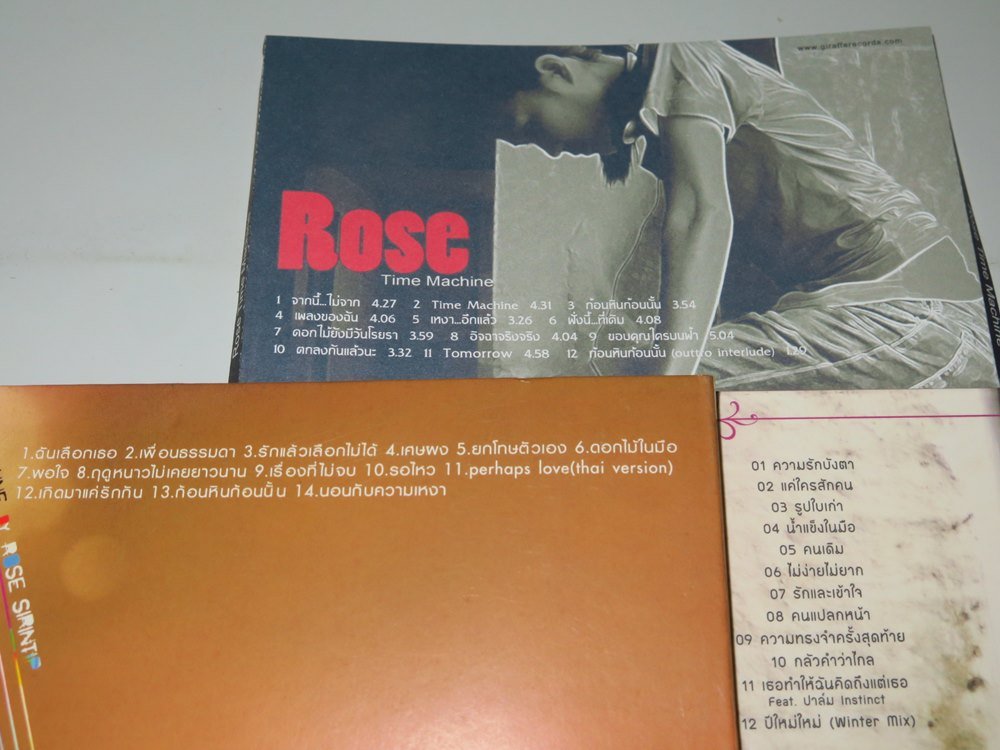 www.girafferecords.com
Rose
Time Machine
1 จากนี้...ไม่จาก 4.27 2 Time Machine 4.31 3 ก้อนหินก้อนนั้น 3.54
4 เพลงของฉัน 4.06 5 เหงา...อีกแล้ว 3.26 6 พั่งนี้...ที่เดิม 4.08
7 ดอกไม้ยังมีวันโรยรา 3.59 8 อิจฉาจริงจริง 4.04 9 ขอบคุณใครบนฟ้า 5.04
10 ตกลงกันแล้วนะ 3.32 11 Tomorrow 4.58 12 ก้อนหินก้อนนั้น (outtro interlude) 1.29
1.ฉันเลือกเธอ 2.เพื่อนธรรมดา 3.รักแล้วเลือกไม่ได้ 4.เศษผง 5.ยกโทษตัวเอง 6.ดอกไม้ในมือ
7.พอใจ 8.ฤดูหนาวไม่เคยยาวนาน 9.เรื่องที่ไม่จบ 10.รอไหว 11.perhaps love(thai version)
12.เกิดมาแค่รักกัน 13.ก้อนหินก้อนนั้น 14.นอนกับความเหงา
BY ROSE SIRINTIP
01 ความรักบังตา
02 แค่ใครสักคน
03 รูปใบเก่า
04 น้ำแข็งในมือ
05 คนเดิม
06 ไม่ง่ายไม่ยาก
07 รักและเข้าใจ
08 คนแปลกหน้า
09 ความทรงจำครั้งสุดท้าย
10 กลัวคำว่าไกล
11 เธอทำให้ฉันคิดถึงแต่เธอ
Feat. ปาล์ม Instinct
12 ปีใหม่ใหม่ (Winter Mix)